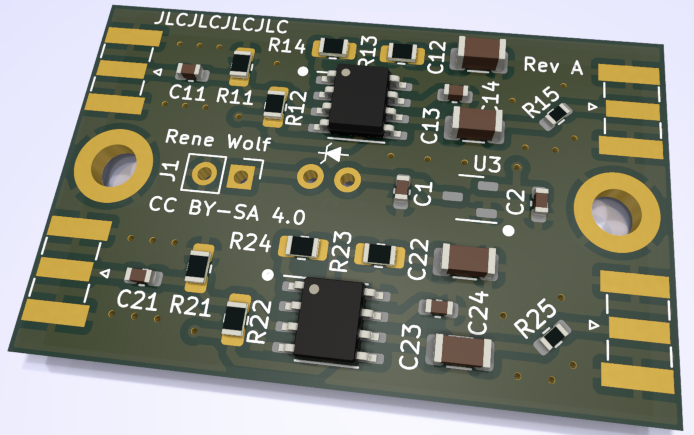 JLCJLCJLCJLC
R14
R13
C12
Rev A
C11
R11
R12
C13
C14
R15
Rene Wolf
J1
C1
U3
C2
CC BY-SA 4.0
R24
R23
C22
C21
R21
R22
C23
C24
R25